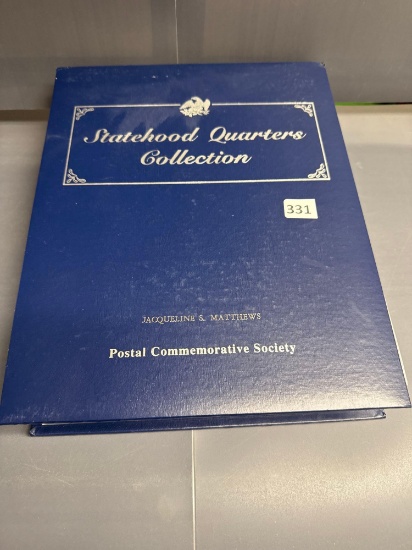 Statehood Quarters
Collection
331
JACQUELINE S. MATTHEWS
Postal Commemorative Society